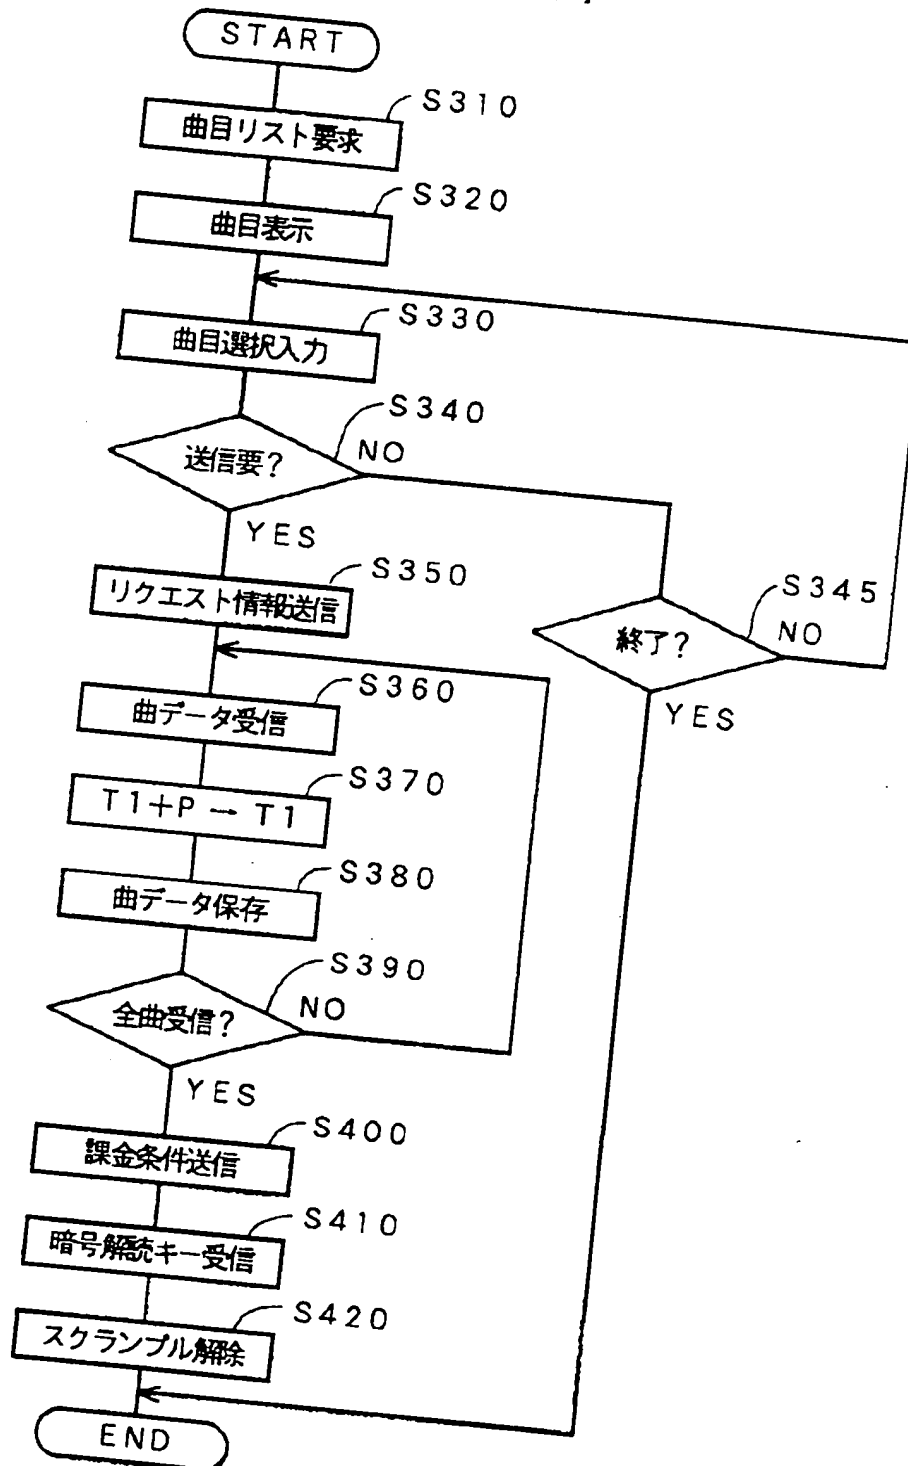 START
S310
曲目リスト要求
S320
曲目表示
S330
曲目選択入力
S340
送信要?
NO
YES
S350
リクエスト情報送信
S345
終了?
NO
YES
S360
曲データ受信
S370
T1+P → T1
S380
曲データ保存
S390
全曲受信?
NO
YES
S400
課金条件送信
S410
暗号解読キー受信
S420
スクランブル解除
END